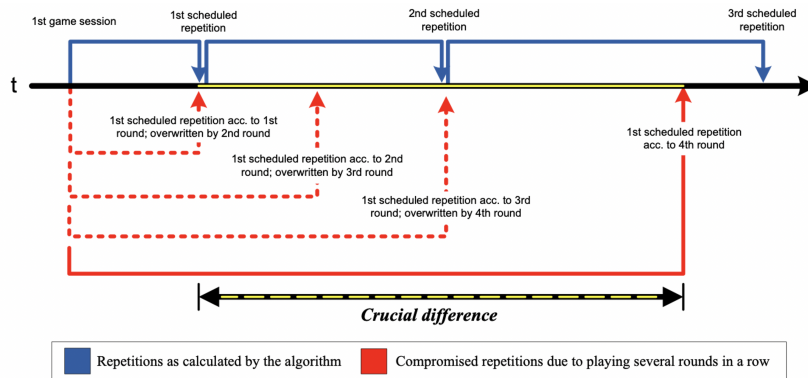 1st game session
1st scheduled
repetition
2nd scheduled
repetition
3rd scheduled
repetition
t
1st scheduled repetition acc. to 1st
round; overwritten by 2nd round
1st scheduled repetition acc. to 2nd
round; overwritten by 3rd round
1st scheduled repetition acc. to 3rd
round; overwritten by 4th round
1st scheduled repetition
acc. to 4th round
Crucial difference
Repetitions as calculated by the algorithm
Compromised repetitions due to playing several rounds in a row